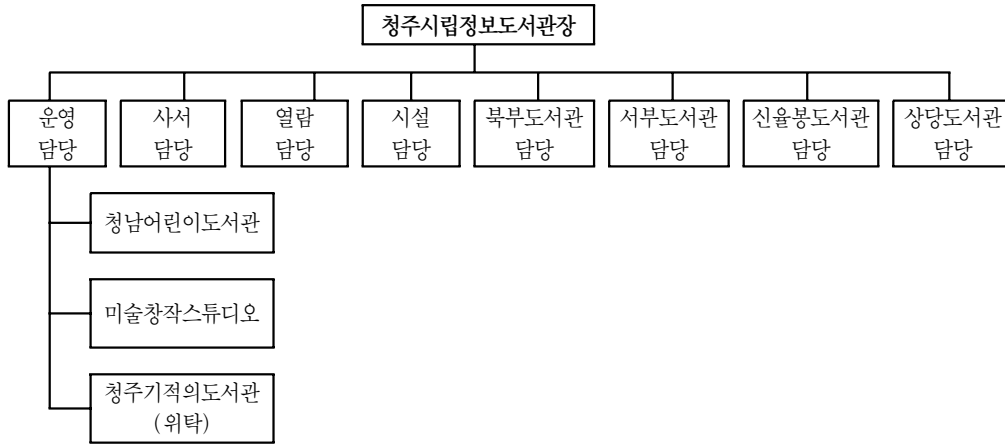 청주시립정보도서관장
운영
담당
사서
담당
열람
담당
시설
담당
북부도서관
담당
서부도서관
담당
신율봉도서관
담당
상당도서관
담당
청남어린이도서관
미술창작스튜디오
청주기적의도서관
(위탁)